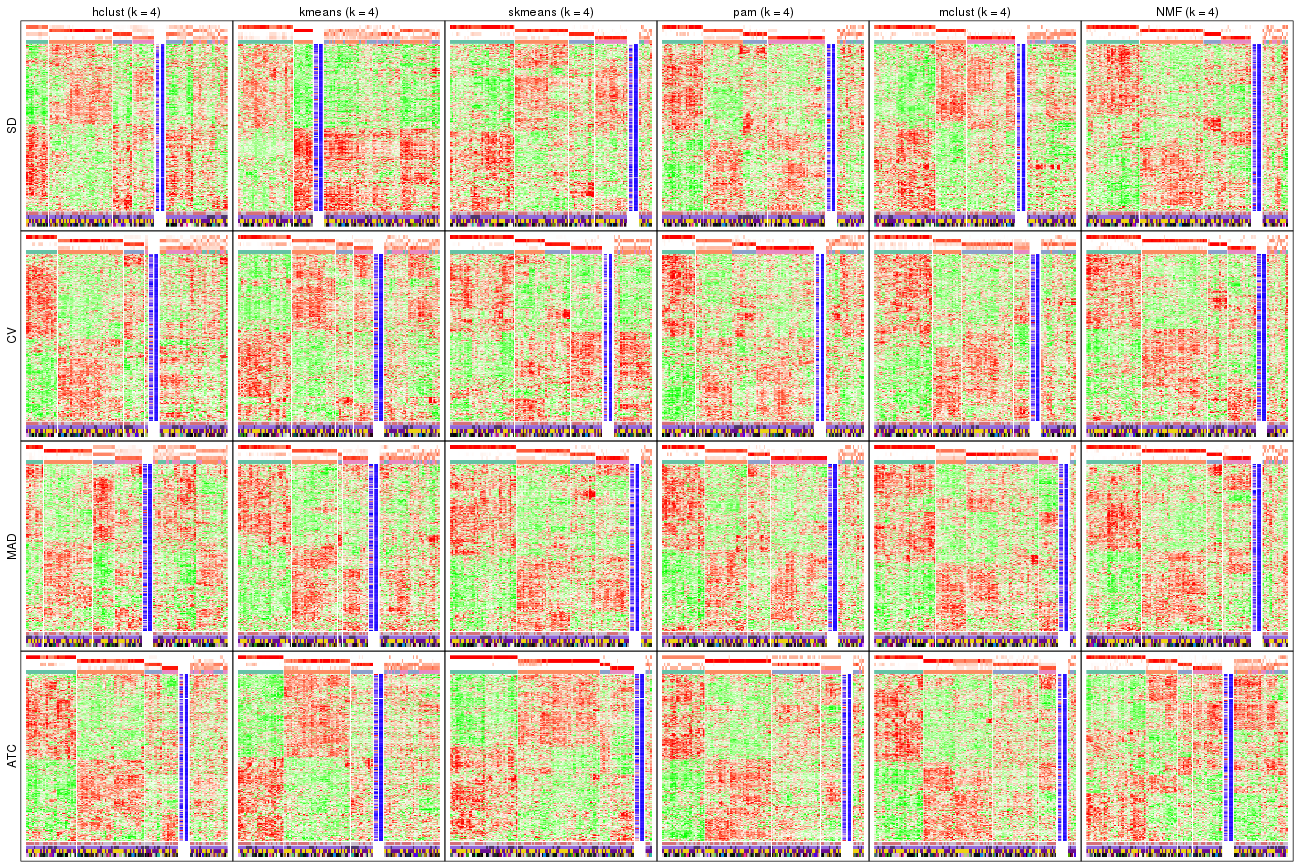 hclust (k = 4) kmeans (k = 4) skmeans (k = 4) pam (k = 4) mclust (k = 4) NMF (k = 4)
SD
CV
MAD
ATC